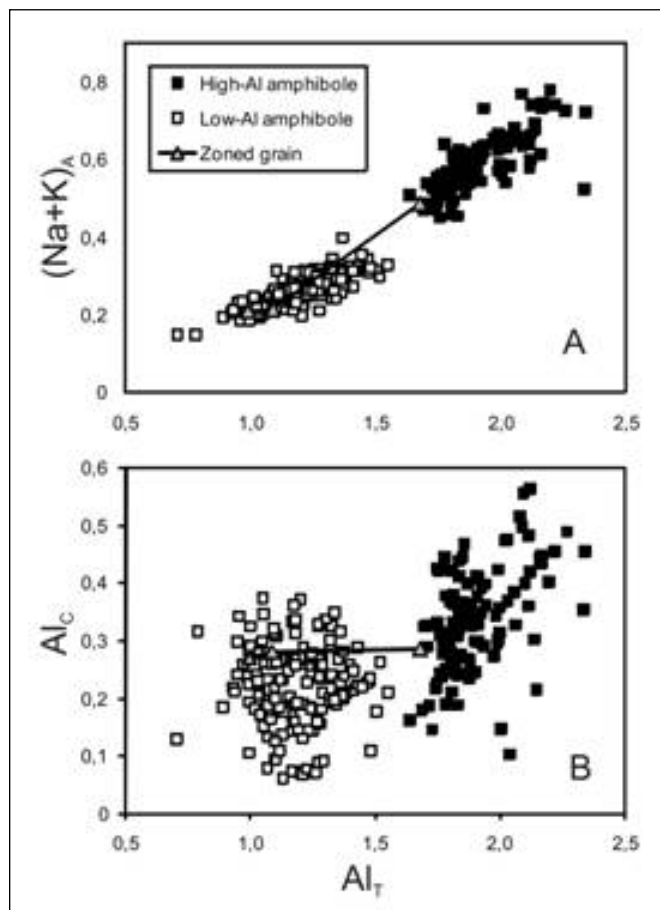 0,8
High-Al amphibole
Low-Al amphibole
Zoned grain
0,6
(Na+K)A
0,4
0,2
A
0
0,5 1,0 1,5 2,0 2,5
0,6
0,5
0,4
AlC
0,3
0,2
0,1
B
0
0,5 1,0 1,5 2,0 2,5
AlT